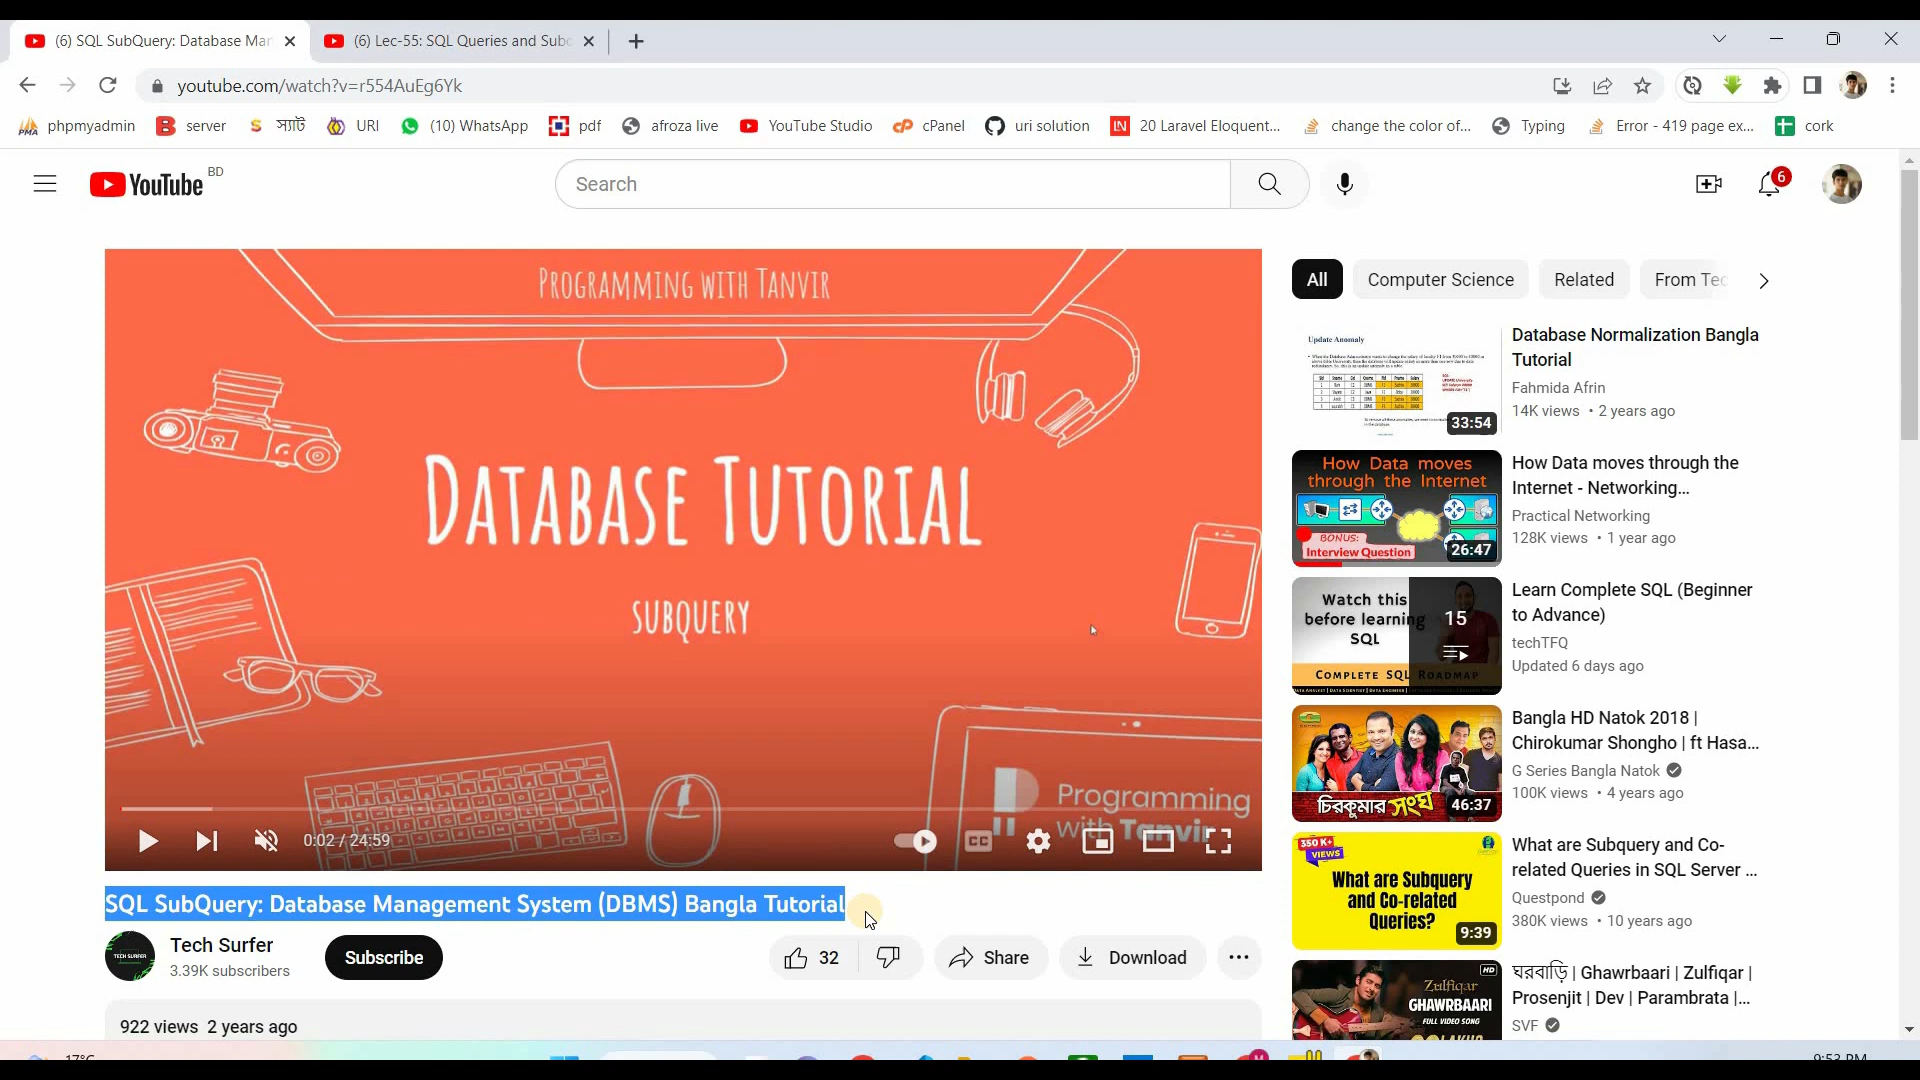 (6) SQL SubQuery: Database Man
(6) Lec-55: SQL Queries and Subq
youtube.com/watch?v=r554AuEg6Yk
phpmyadmin
server
স্যাট
URI
(10) WhatsApp
pdf
afroza live
YouTube Studio
cPanel
uri solution
20 Laravel Eloquent...
change the color of...
Typing
Error - 419 page ex...
cork
YouTube BD
Search
6
Programming with Tanvir
Database Tutorial
subquery
Programming
with Tanvir
0:02 / 24:59
SQL SubQuery: Database Management System (DBMS) Bangla Tutorial
Tech Surfer
3.39K subscribers
Subscribe
32
Share
Download
922 views 2 years ago
All
Computer Science
Related
From Tec
Update Anomaly
33:54
Database Normalization Bangla
Tutorial
Fahmida Afrin
14K views • 2 years ago
How Data moves
through the Internet
BONUS:
Interview Question
26:47
How Data moves through the
Internet - Networking...
Practical Networking
128K views • 1 year ago
Watch this
before learning
SQL
COMPLETE SQL ROADMAP
15
Learn Complete SQL (Beginner
to Advance)
techTFQ
Updated 6 days ago
চিরকুমার সংঘ
46:37
Bangla HD Natok 2018 |
Chirokumar Shongho | ft Hasa...
G Series Bangla Natok
100K views • 4 years ago
350 K+
VIEWS
What are Subquery
and Co-related
Queries?
9:39
What are Subquery and Co-
related Queries in SQL Server ...
Questpond
380K views • 10 years ago
HD
Zulfiqar
GHAWRBAARI
FULL VIDEO SONG
ঘরবাড়ি | Ghawrbaari | Zulfiqar |
Prosenjit | Dev | Parambrata |...
SVF
17°C
9:53 PM